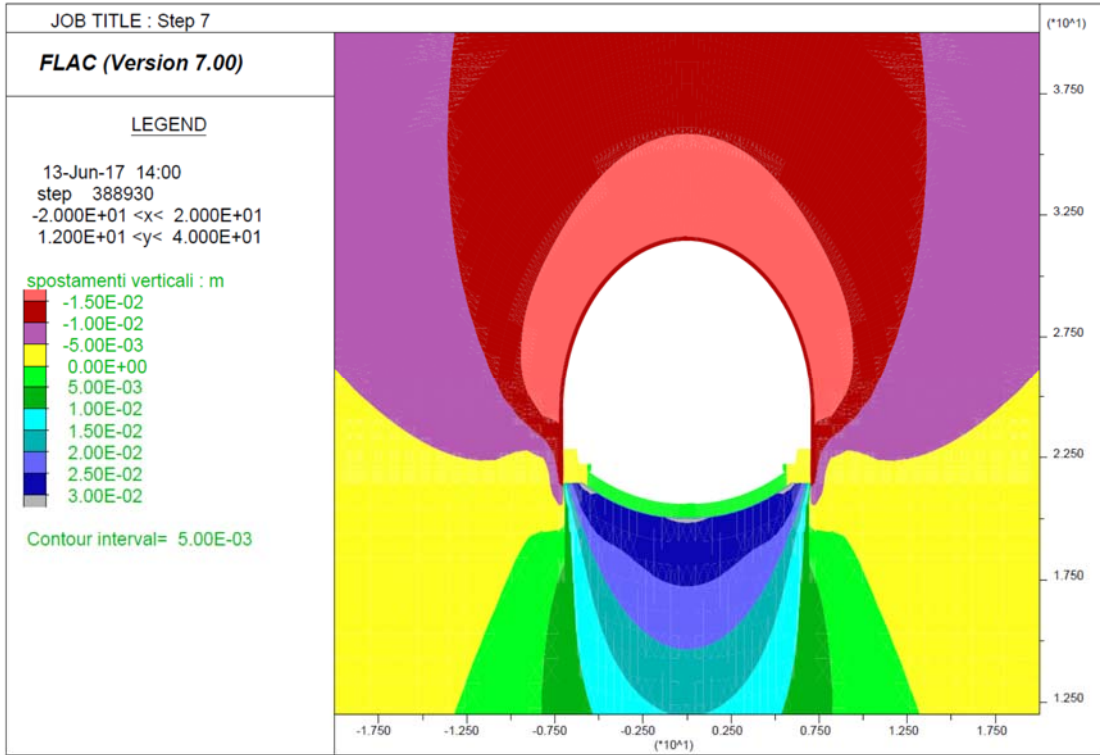 JOB TITLE : Step 7
FLAC (Version 7.00)
LEGEND
13-Jun-17 14:00
step 388930
-2.000E+01 <x< 2.000E+01
1.200E+01 <y< 4.000E+01
spostamenti verticali : m
-1.50E-02
-1.00E-02
-5.00E-03
0.00E+00
5.00E-03
1.00E-02
1.50E-02
2.00E-02
2.50E-02
3.00E-02
Contour interval= 5.00E-03
(*10^1)
3.750
3.250
2.750
2.250
1.750
1.250
-1.750
-1.250
-0.750
-0.250
0.250
0.750
1.250
1.750
(*10^1)